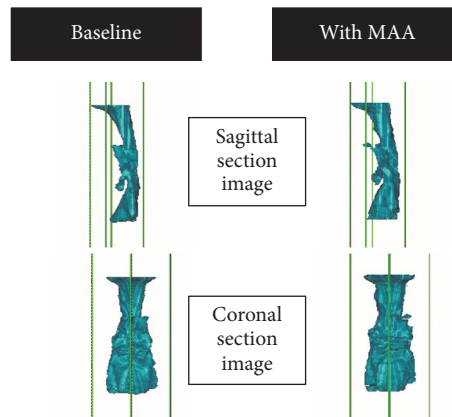 Baseline
With MAA
Sagittal
section
image
Coronal
section
image